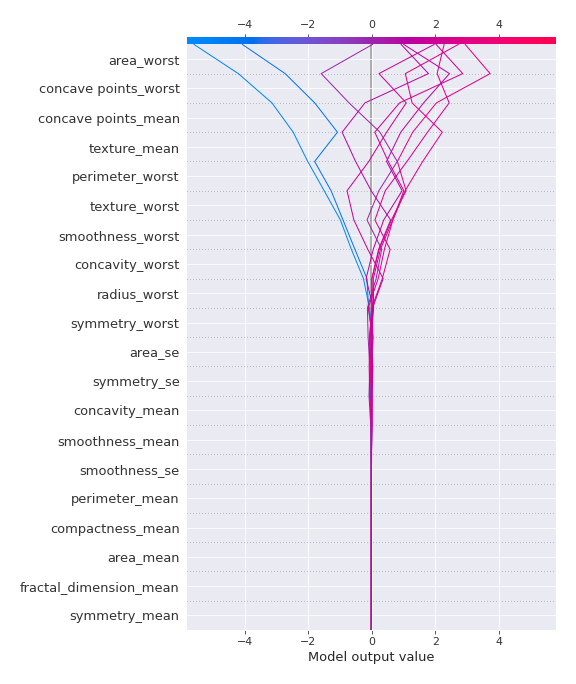 −4 −2 0 2 4
area_worst
concave points_worst
concave points_mean
texture_mean
perimeter_worst
texture_worst
smoothness_worst
concavity_worst
radius_worst
symmetry_worst
area_se
symmetry_se
concavity_mean
smoothness_mean
smoothness_se
perimeter_mean
compactness_mean
area_mean
fractal_dimension_mean
symmetry_mean
−4 −2 0 2 4
Model output value